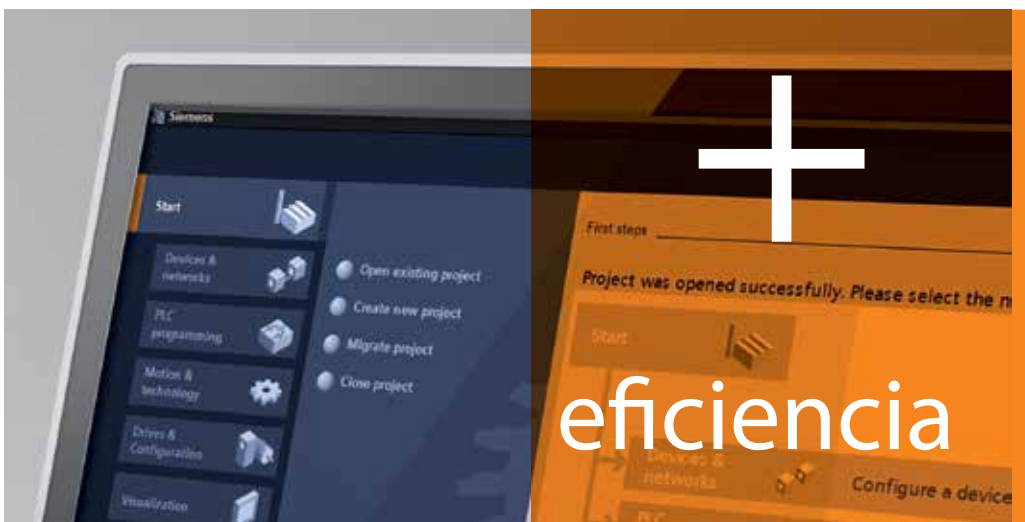 Siemens
Start
Devices &
networks
PLC
programming
Motion &
technology
Drives &
Configuration
Visualization
Open existing project
Create new project
Migrate project
Close project
+
First steps
Project was opened successfully. Please select the
Start
Devices &
networks
Configure a device
PLC
eficiencia